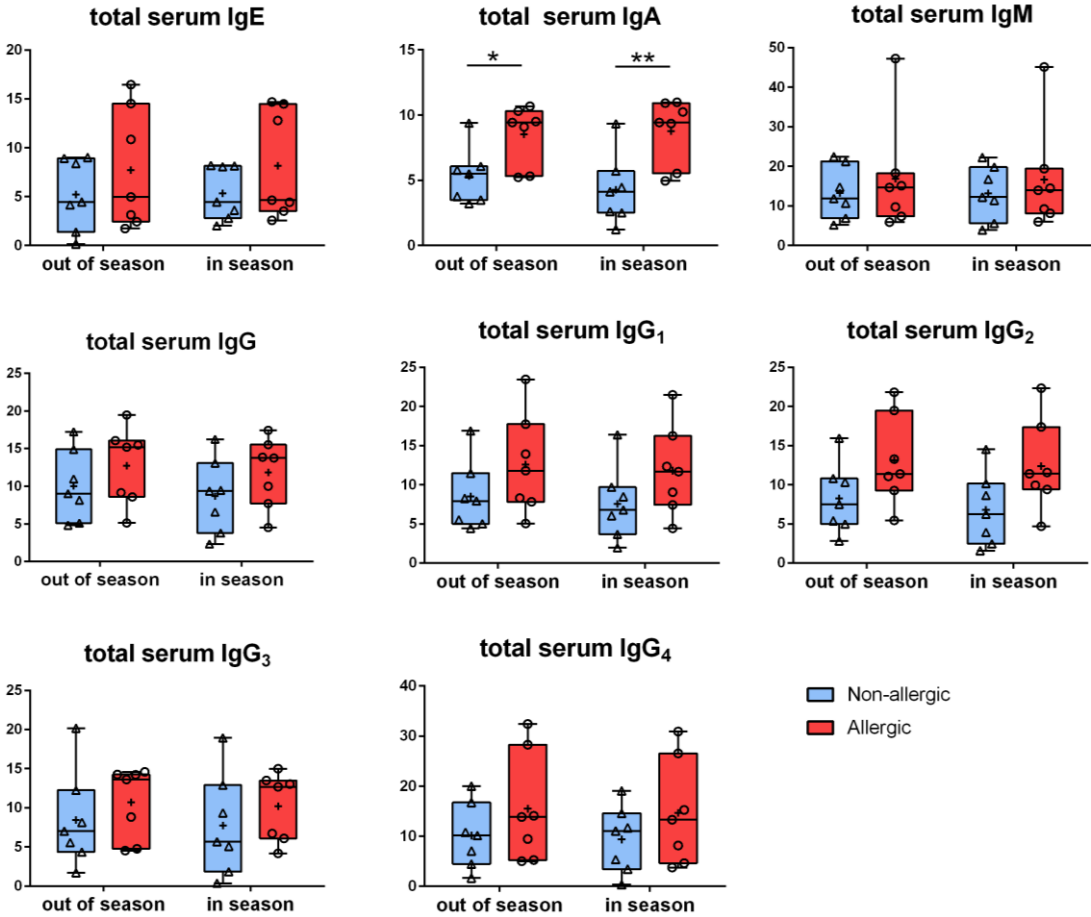 total serum IgE
20
15
10
5
0
out of season
in season
total serum IgA
15
10
5
0
*
**
out of season
in season
total serum IgM
50
40
30
20
10
0
out of season
in season
total serum IgG
25
20
15
10
5
0
out of season
in season
total serum IgG₁
25
20
15
10
5
0
out of season
in season
total serum IgG₂
25
20
15
10
5
0
out of season
in season
total serum IgG₃
25
20
15
10
5
0
out of season
in season
total serum IgG₄
40
30
20
10
0
out of season
in season
Non-allergic
Allergic